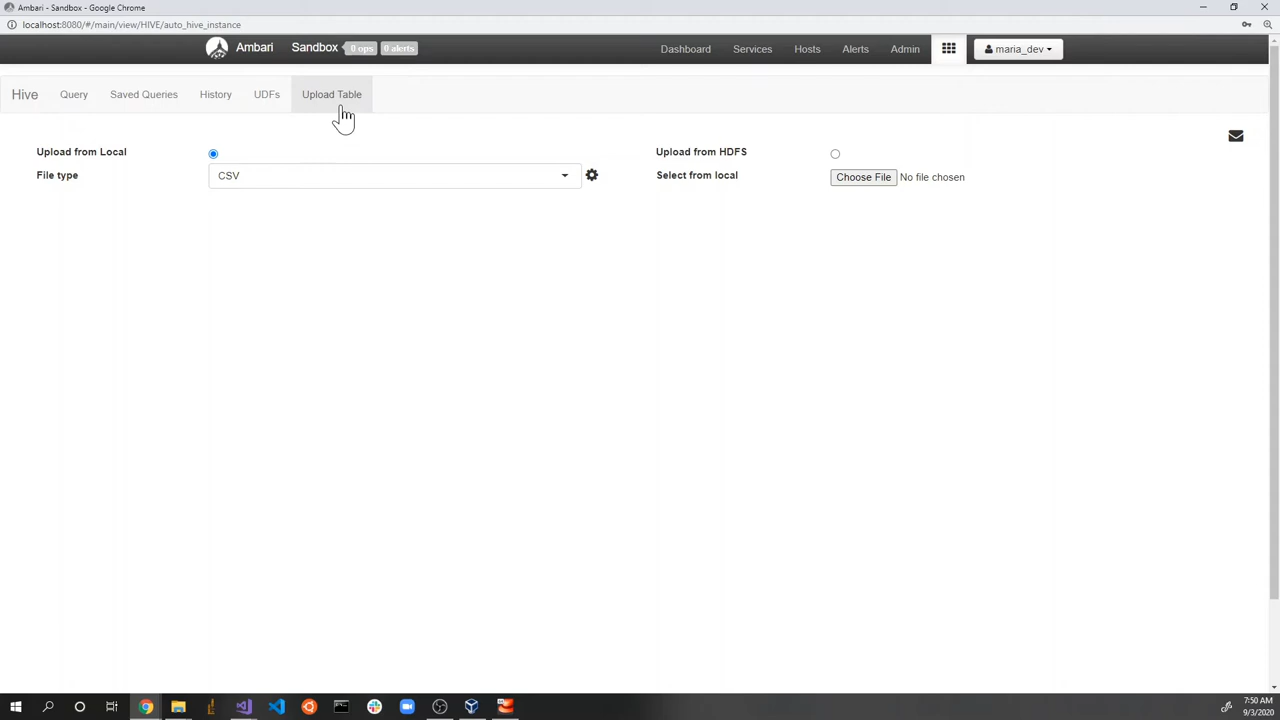 Ambari - Sandbox - Google Chrome
localhost:8080/#/main/view/HIVE/auto_hive_instance
Ambari Sandbox 0 ops 0 alerts Dashboard Services Hosts Alerts Admin maria_dev
Hive Query Saved Queries History UDFs Upload Table
Upload from Local Upload from HDFS
File type CSV Select from local Choose File No file chosen
7:50 AM
9/3/2020